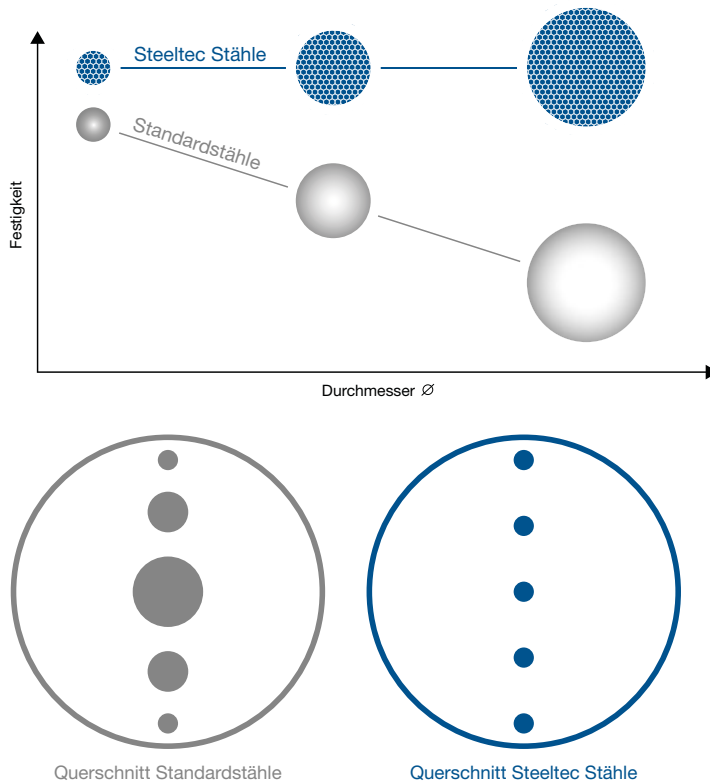 Steeltec Stähle
Standardstähle
Festigkeit
Durchmesser ∅
Querschnitt Standardstähle
Querschnitt Steeltec Stähle